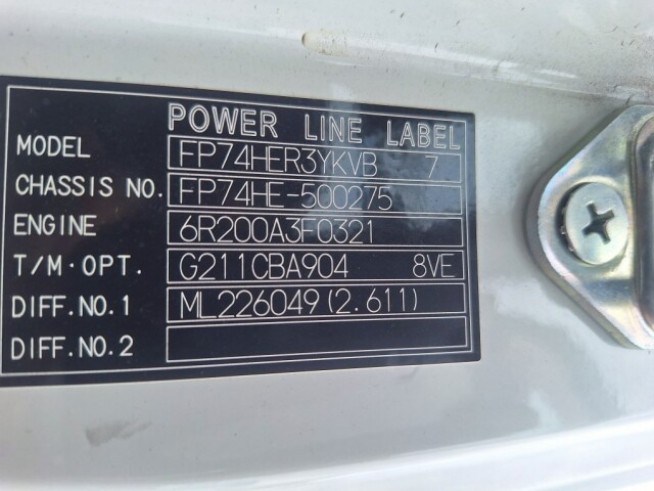 POWER LINE LABEL
MODEL FP74HER3YKVB 7
CHASSIS NO. FP74HE-500275
ENGINE 6R200A3F0321
T/M·OPT. G211CBA904 8VE
DIFF.NO.1 ML226049(2.611)
DIFF.NO.2